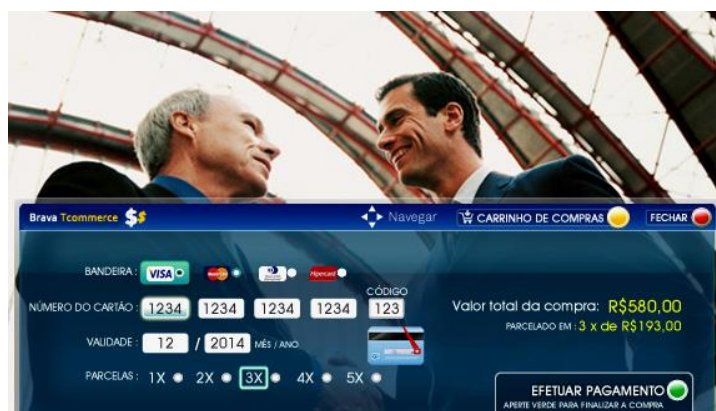 Brava Tcommerce $$ Navegar CARRINHO DE COMPRAS FECHAR
BANDEIRA : VISA MasterCard Hipercard
CÓDIGO
NÚMERO DO CARTÃO : 1234 1234 1234 1234 123
Valor total da compra: R$580,00
PARCELADO EM : 3 x de R$193,00
VALIDADE : 12 / 2014 MÊS / ANO
PARCELAS : 1X 2X 3X 4X 5X
EFETUAR PAGAMENTO
APERTE VERDE PARA FINALIZAR A COMPRA